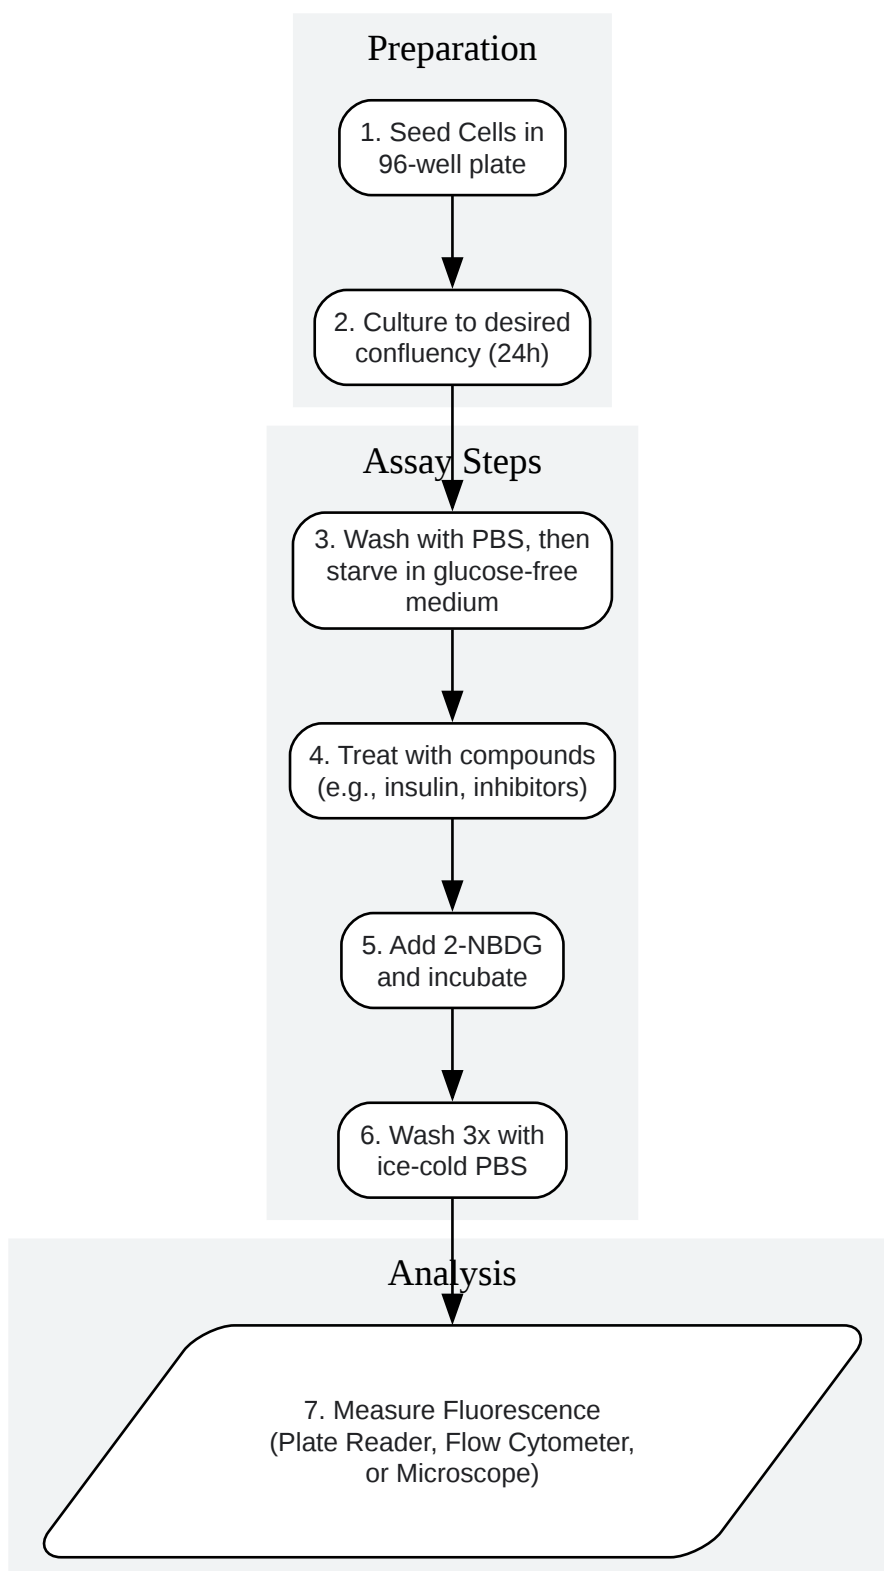 Preparation
1. Seed Cells in
96-well plate
2. Culture to desired
confluency (24h)
Assay Steps
3. Wash with PBS, then
starve in glucose-free
medium
4. Treat with compounds
(e.g., insulin, inhibitors)
5. Add 2-NBDG
and incubate
6. Wash 3x with
ice-cold PBS
Analysis
7. Measure Fluorescence
(Plate Reader, Flow Cytometer,
or Microscope)